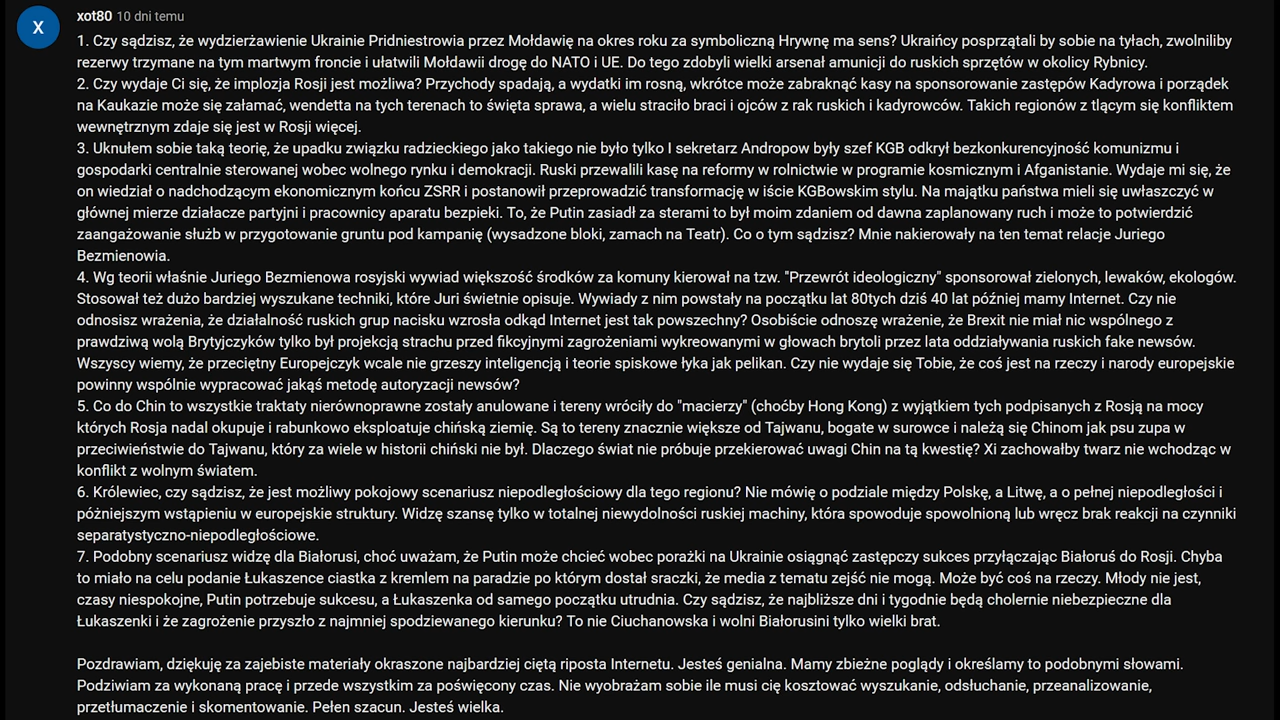 X
xot80 10 dni temu
1. Czy sądzisz, że wydzierżawienie Ukrainie Pridniestrowia przez Mołdawię na okres roku za symboliczną Hrywnę ma sens? Ukraińcy posprzątali by sobie na tyłach, zwolniliby
rezerwy trzymane na tym martwym froncie i ułatwili Mołdawii drogę do NATO i UE. Do tego zdobyli wielki arsenał amunicji do ruskich sprzętów w okolicy Rybnicy.
2. Czy wydaje Ci się, że implozja Rosji jest możliwa? Przychody spadają, a wydatki im rosną, wkrótce może zabraknąć kasy na sponsorowanie zastępów Kadyrowa i porządek
na Kaukazie może się załamać, wendetta na tych terenach to święta sprawa, a wielu straciło braci i ojców z rak ruskich i kadyrowców. Takich regionów z tlącym się konfliktem
wewnętrznym zdaje się jest w Rosji więcej.
3. Uknułem sobie taką teorię, że upadku związku radzieckiego jako takiego nie było tylko I sekretarz Andropow były szef KGB odkrył bezkonkurencyjność komunizmu i
gospodarki centralnie sterowanej wobec wolnego rynku i demokracji. Ruski przewalili kasę na reformy w rolnictwie w programie kosmicznym i Afganistanie. Wydaje mi się, że
on wiedział o nadchodzącym ekonomicznym końcu ZSRR i postanowił przeprowadzić transformację w iście KGBowskim stylu. Na majątku państwa mieli się uwłaszczyć w
głównej mierze działacze partyjni i pracownicy aparatu bezpieki. To, że Putin zasiadł za sterami to był moim zdaniem od dawna zaplanowany ruch i może to potwierdzić
zaangażowanie służb w przygotowanie gruntu pod kampanię (wysadzone bloki, zamach na Teatr). Co o tym sądzisz? Mnie nakierowały na ten temat relacje Juriego
Bezmienowia.
4. Wg teorii właśnie Juriego Bezmienowa rosyjski wywiad większość środków za komuny kierował na tzw. "Przewrót ideologiczny" sponsorował zielonych, lewaków, ekologów.
Stosował też dużo bardziej wyszukane techniki, które Juri świetnie opisuje. Wywiady z nim powstały na początku lat 80tych dziś 40 lat później mamy Internet. Czy nie
odnosisz wrażenia, że działalność ruskich grup nacisku wzrosła odkąd Internet jest tak powszechny? Osobiście odnoszę wrażenie, że Brexit nie miał nic wspólnego z
prawdziwą wolą Brytyjczyków tylko był projekcją strachu przed fikcyjnymi zagrożeniami wykreowanymi w głowach brytoli przez lata oddziaływania ruskich fake newsów.
Wszyscy wiemy, że przeciętny Europejczyk wcale nie grzeszy inteligencją i teorie spiskowe łyka jak pelikan. Czy nie wydaje się Tobie, że coś jest na rzeczy i narody europejskie
powinny wspólnie wypracować jakąś metodę autoryzacji newsów?
5. Co do Chin to wszystkie traktaty nierównoprawne zostały anulowane i tereny wróciły do "macierzy" (choćby Hong Kong) z wyjątkiem tych podpisanych z Rosją na mocy
których Rosja nadal okupuje i rabunkowo eksploatuje chińską ziemię. Są to tereny znacznie większe od Tajwanu, bogate w surowce i należą się Chinom jak psu zupa w
przeciwieństwie do Tajwanu, który za wiele w historii chiński nie był. Dlaczego świat nie próbuje przekierować uwagi Chin na tą kwestię? Xi zachowałby twarz nie wchodząc w
konflikt z wolnym światem.
6. Królewiec, czy sądzisz, że jest możliwy pokojowy scenariusz niepodległościowy dla tego regionu? Nie mówię o podziale między Polskę, a Litwę, a o pełnej niepodległości i
późniejszym wstąpieniu w europejskie struktury. Widzę szansę tylko w totalnej niewydolności ruskiej machiny, która spowoduje spowolnioną lub wręcz brak reakcji na czynniki
separatystyczno-niepodległościowe.
7. Podobny scenariusz widzę dla Białorusi, choć uważam, że Putin może chcieć wobec porażki na Ukrainie osiągnąć zastępczy sukces przyłączając Białoruś do Rosji. Chyba
to miało na celu podanie Łukaszence ciastka z kremlem na paradzie po którym dostał sraczki, że media z tematu zejść nie mogą. Może być coś na rzeczy. Młody nie jest,
czasy niespokojne, Putin potrzebuje sukcesu, a Łukaszenka od samego początku utrudnia. Czy sądzisz, że najbliższe dni i tygodnie będą cholernie niebezpieczne dla
Łukaszenki i że zagrożenie przyszło z najmniej spodziewanego kierunku? To nie Ciuchanowska i wolni Białorusini tylko wielki brat.
Pozdrawiam, dziękuję za zajebiste materiały okraszone najbardziej ciętą riposta Internetu. Jesteś genialna. Mamy zbieżne poglądy i określamy to podobnymi słowami.
Podziwiam za wykonaną pracę i przede wszystkim za poświęcony czas. Nie wyobrażam sobie ile musi cię kosztować wyszukanie, odsłuchanie, przeanalizowanie,
przetłumaczenie i skomentowanie. Pełen szacun. Jesteś wielka.